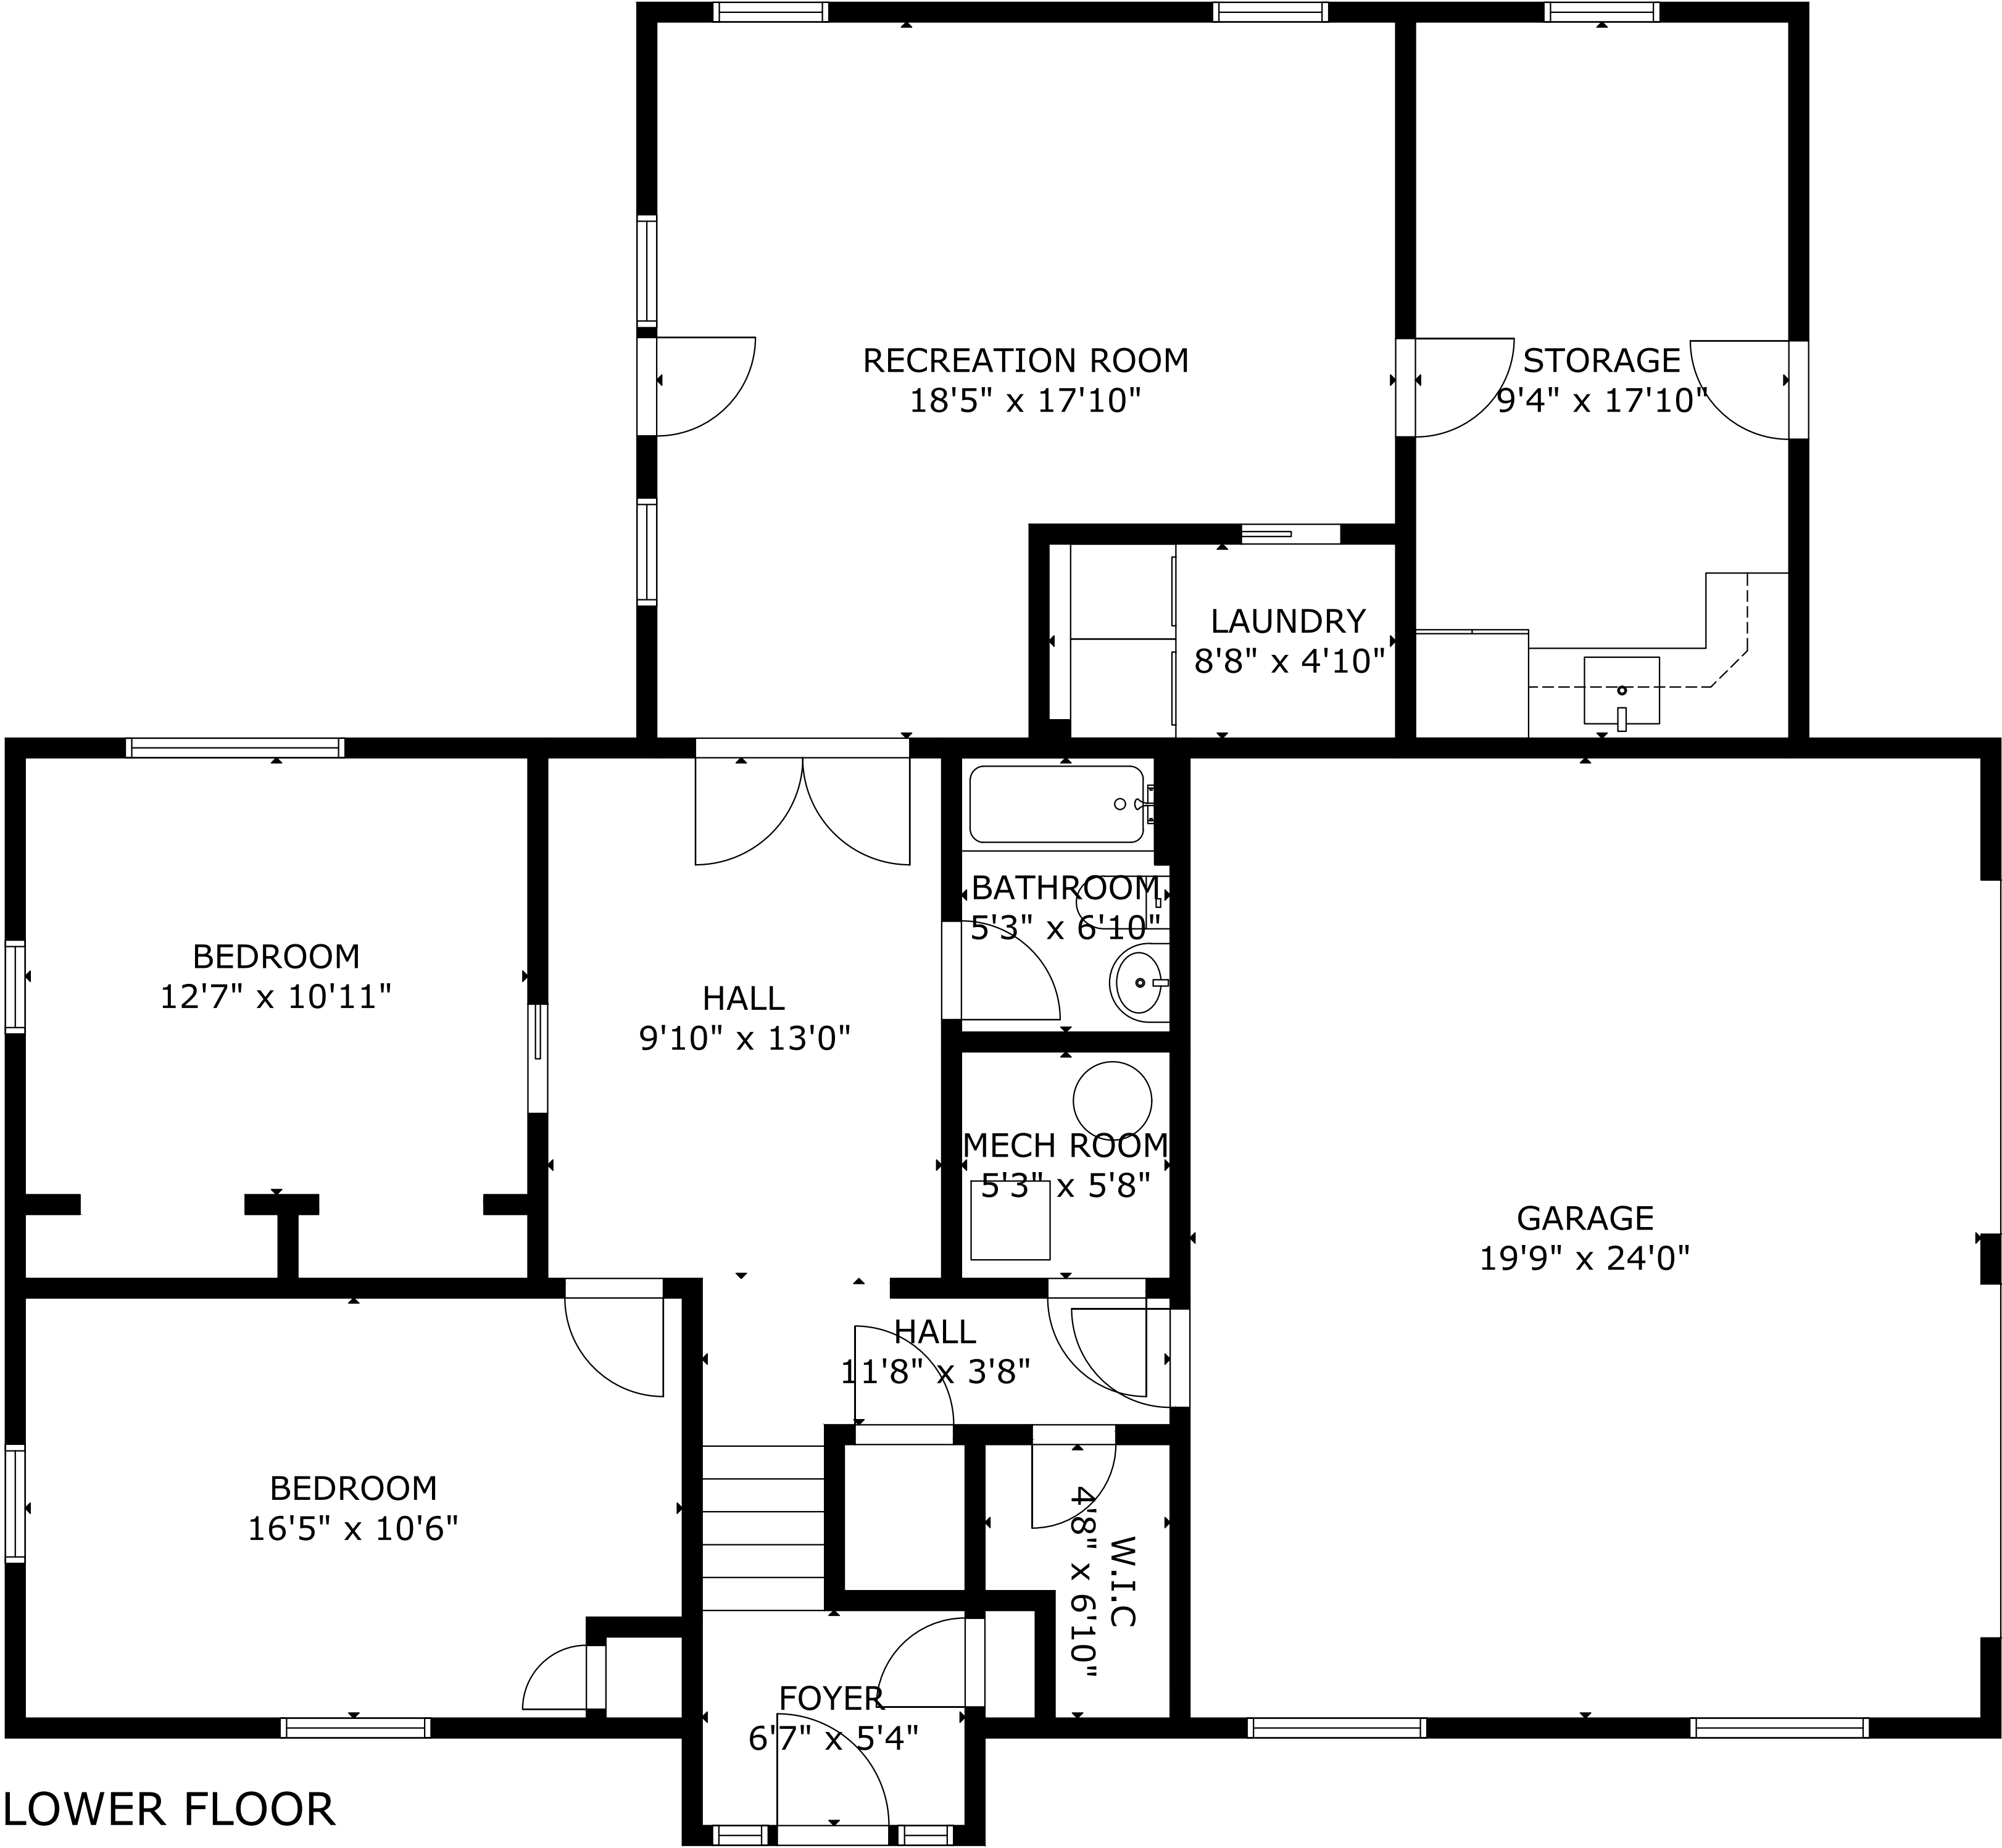 RECREATION ROOM
18'5" x 17'10"
STORAGE
9'4" x 17'10"
LAUNDRY
8'8" x 4'10"
BATHROOM
5'3" x 6'10"
BEDROOM
12'7" x 10'11"
HALL
9'10" x 13'0"
MECH ROOM
5'3" x 5'8"
GARAGE
19'9" x 24'0"
HALL
11'8" x 3'8"
BEDROOM
16'5" x 10'6"
W.I.C
4'8" x 6'10"
FOYER
6'7" x 5'4"
LOWER FLOOR